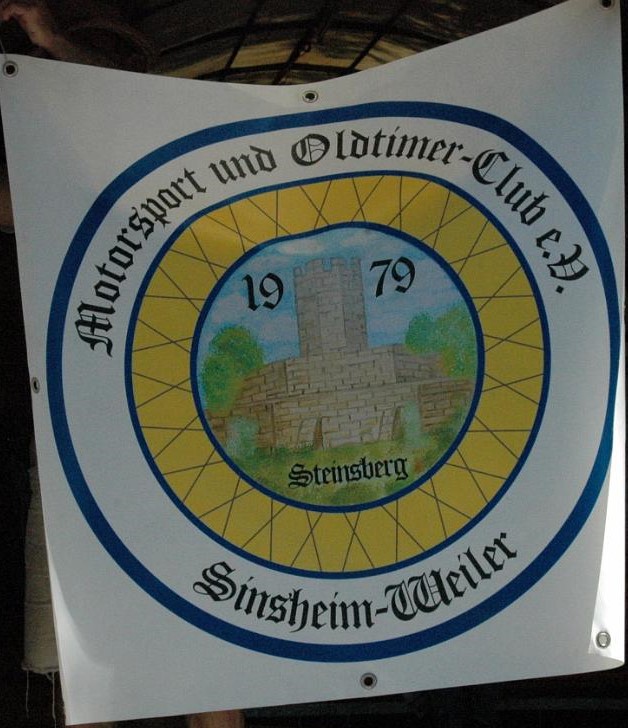 Motorsport und Oldtimer-Club e.V.
19 79
Steinsberg
Sinsheim-Weiler